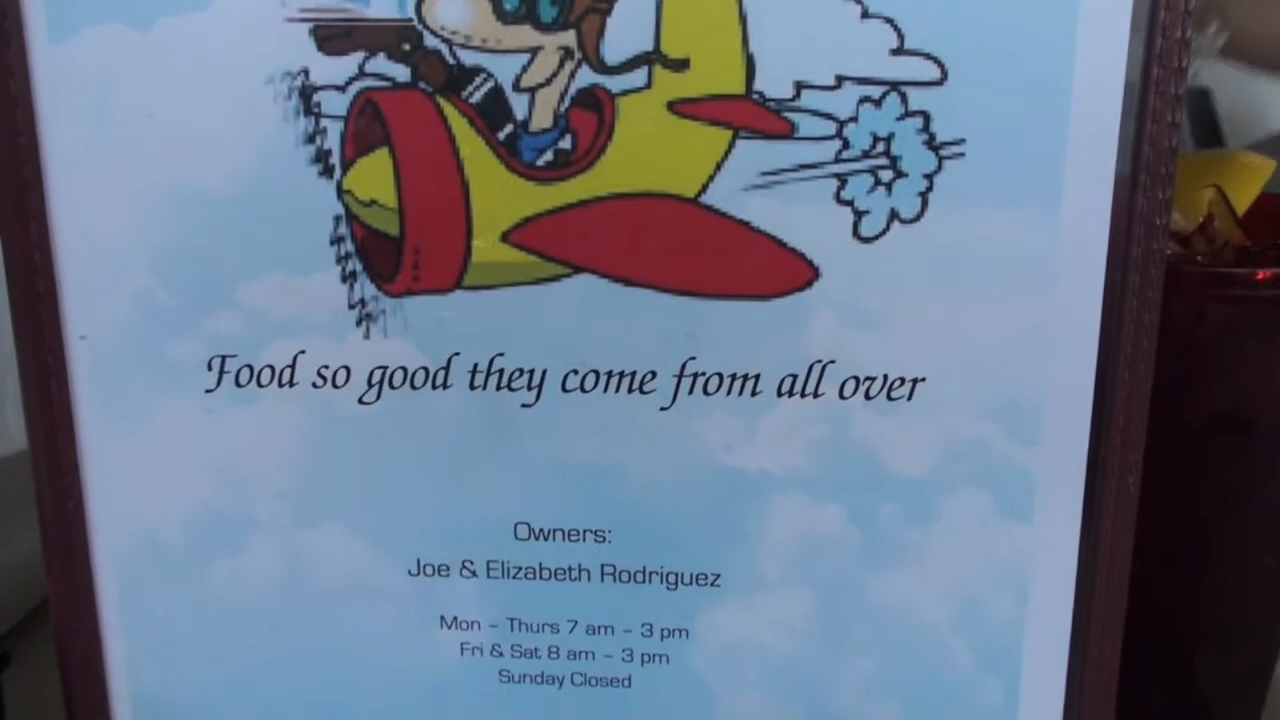 Food so good they come from all over
Owners:
Joe & Elizabeth Rodriguez
Mon - Thurs 7 am - 3 pm
Fri & Sat 8 am - 3 pm
Sunday Closed